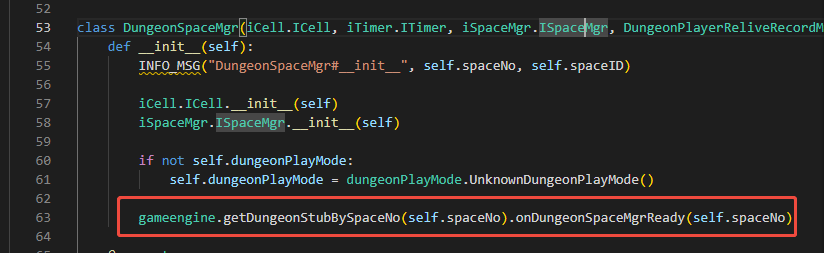 52
53 class DungeonSpaceMgr(iCell.ICell, iTimer.ITimer, iSpaceMgr.ISpaceMgr, DungeonPlayerReliveRecordM
54 def __init__(self):
55 INFO_MSG("DungeonSpaceMgr#__init__", self.spaceNo, self.spaceID)
56
57 iCell.ICell.__init__(self)
58 iSpaceMgr.ISpaceMgr.__init__(self)
59
60 if not self.dungeonPlayMode:
61 self.dungeonPlayMode = dungeonPlayMode.UnknownDungeonPlayMode()
62
63 gameengine.getDungeonStubBySpaceNo(self.spaceNo).onDungeonSpaceMgrReady(self.spaceNo)
64